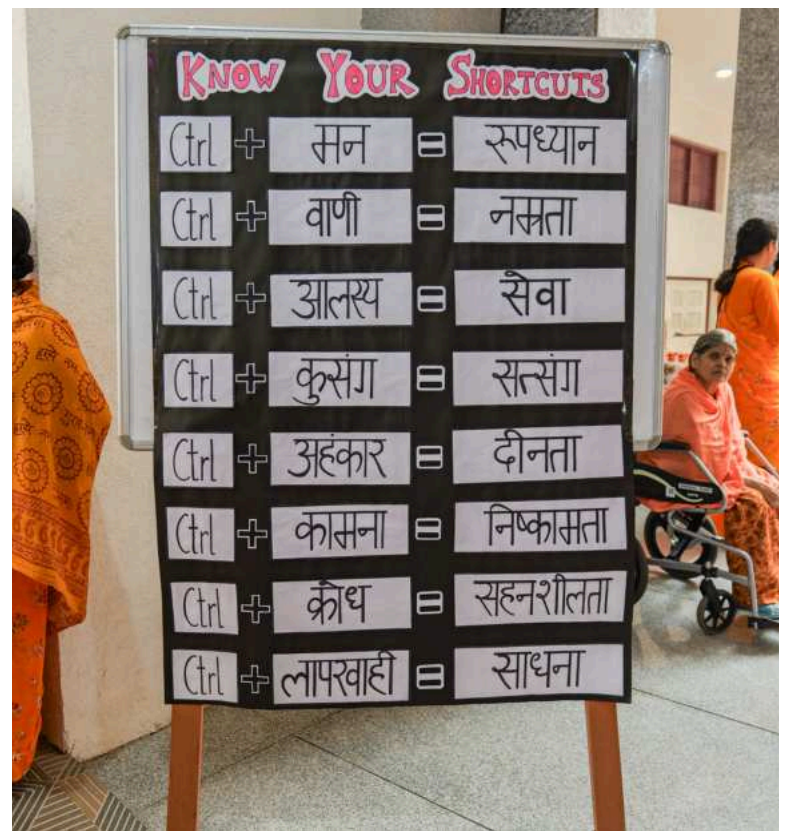 KNOW YOUR SHORTCUTS
Ctrl + मन = रूपध्यान
Ctrl + वाणी = नम्रता
Ctrl + आलस्य = सेवा
Ctrl + कुसंग = सत्संग
Ctrl + अहंकार = दीनता
Ctrl + कामना = निष्कामता
Ctrl + क्रोध = सहनशीलता
Ctrl + लापरवाही = साधना